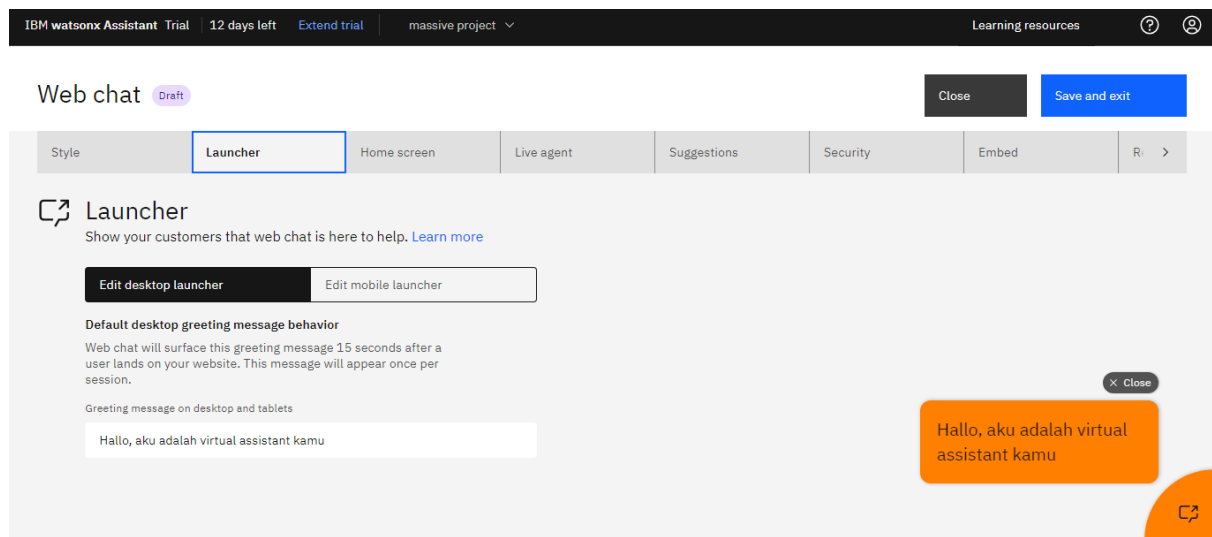 IBM watsonx Assistant Trial 12 days left Extend trial massive project Learning resources
Web chat Draft Close Save and exit
Style Launcher Home screen Live agent Suggestions Security Embed
Launcher
Show your customers that web chat is here to help. Learn more
Edit desktop launcher Edit mobile launcher
Default desktop greeting message behavior
Web chat will surface this greeting message 15 seconds after a
user lands on your website. This message will appear once per
session.
Greeting message on desktop and tablets
Hallo, aku adalah virtual assistant kamu
Close
Hallo, aku adalah virtual
assistant kamu